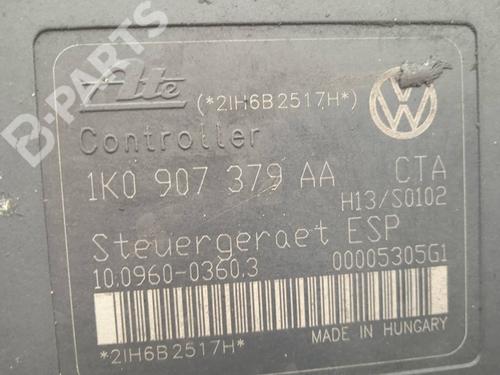 B-PARTS
Ate (*2IH6B2517H*)
Controller
1K0 907 379 AA CTA
H13/S0102
Steuergeraet ESP
10.0960-0360.3 00005305G1
MADE IN HUNGARY
*2IH6B2517H*